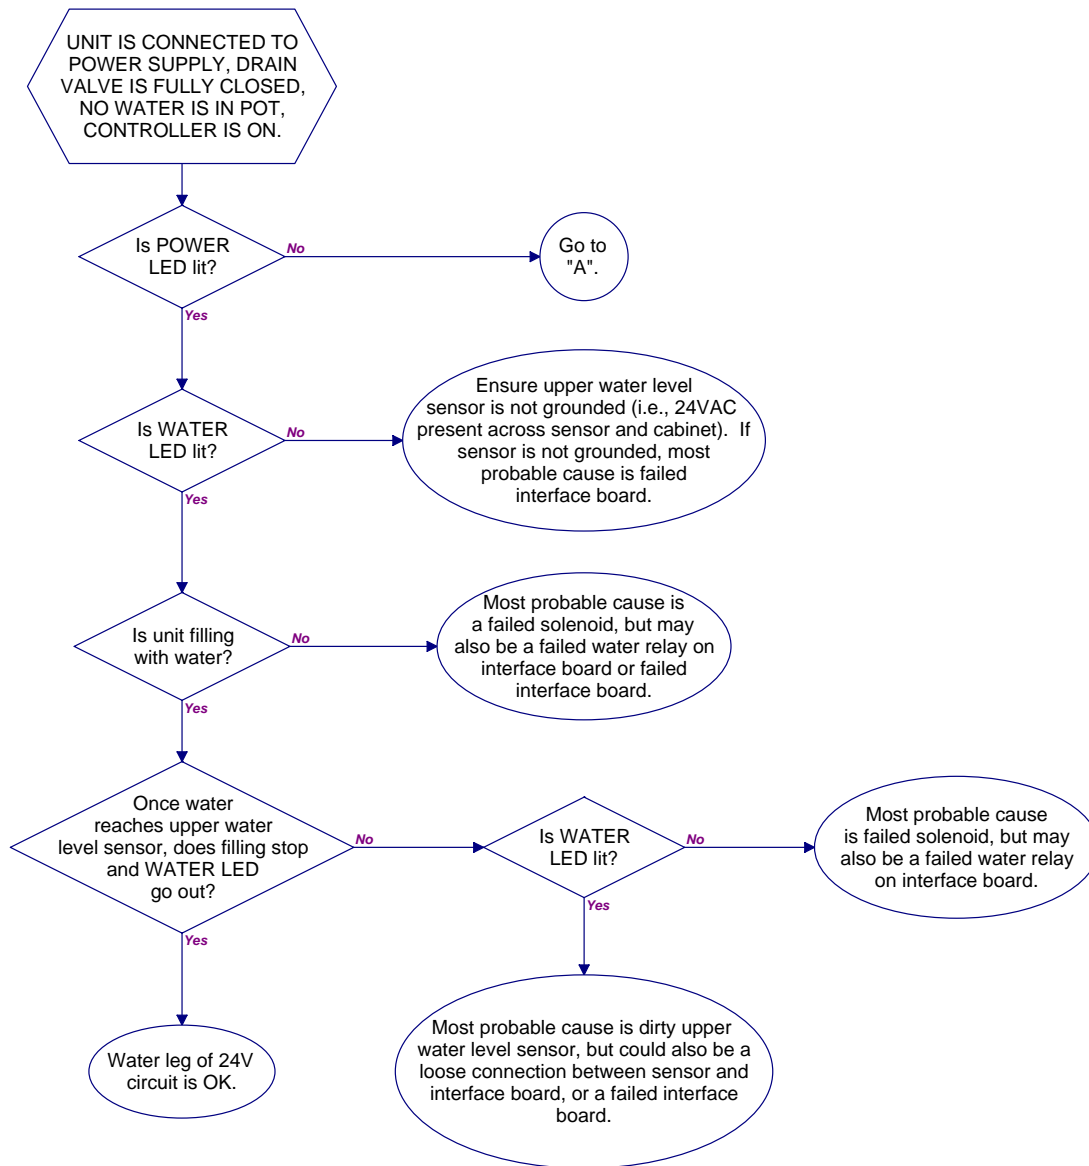 UNIT IS CONNECTED TO
POWER SUPPLY, DRAIN
VALVE IS FULLY CLOSED,
NO WATER IS IN POT,
CONTROLLER IS ON.
Is POWER
LED lit?
No
Go to
"A".
Yes
Is WATER
LED lit?
No
Ensure upper water level
sensor is not grounded (i.e., 24VAC
present across sensor and cabinet).  If
sensor is not grounded, most
probable cause is failed
interface board.
Yes
Is unit filling
with water?
No
Most probable cause is
a failed solenoid, but may
also be a failed water relay on
interface board or failed
interface board.
Yes
Once water
reaches upper water
level sensor, does filling stop
and WATER LED
go out?
No
Is WATER
LED lit?
No
Most probable cause
is failed solenoid, but may
also be a failed water relay
on interface board.
Yes
Yes
Water leg of 24V
circuit is OK.
Most probable cause is dirty upper
water level sensor, but could also be a
loose connection between sensor and
interface board, or a failed interface
board.